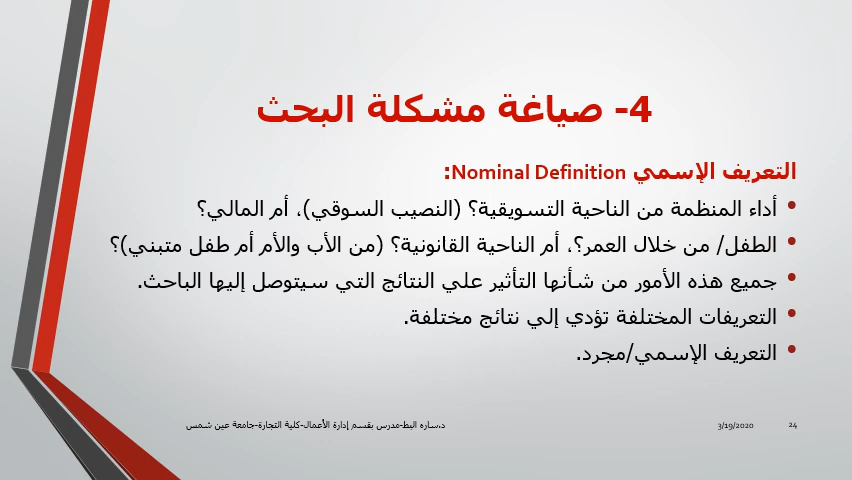 4- صياغة مشكلة البحث
التعريف الإسمي Nominal Definition:
أداء المنظمة من الناحية التسويقية؟ (النصيب السوقي)، أم المالي؟
الطفل/ من خلال العمر؟، أم الناحية القانونية؟ (من الأب والأم أم طفل متبني)؟
جميع هذه الأمور من شأنها التأثير علي النتائج التي سيتوصل إليها الباحث.
التعريفات المختلفة تؤدي إلي نتائج مختلفة.
التعريف الإسمي/مجرد.
24
3/19/2020
د.ساره البط-مدرس بقسم إدارة الأعمال-كلية التجارة-جامعة عين شمس